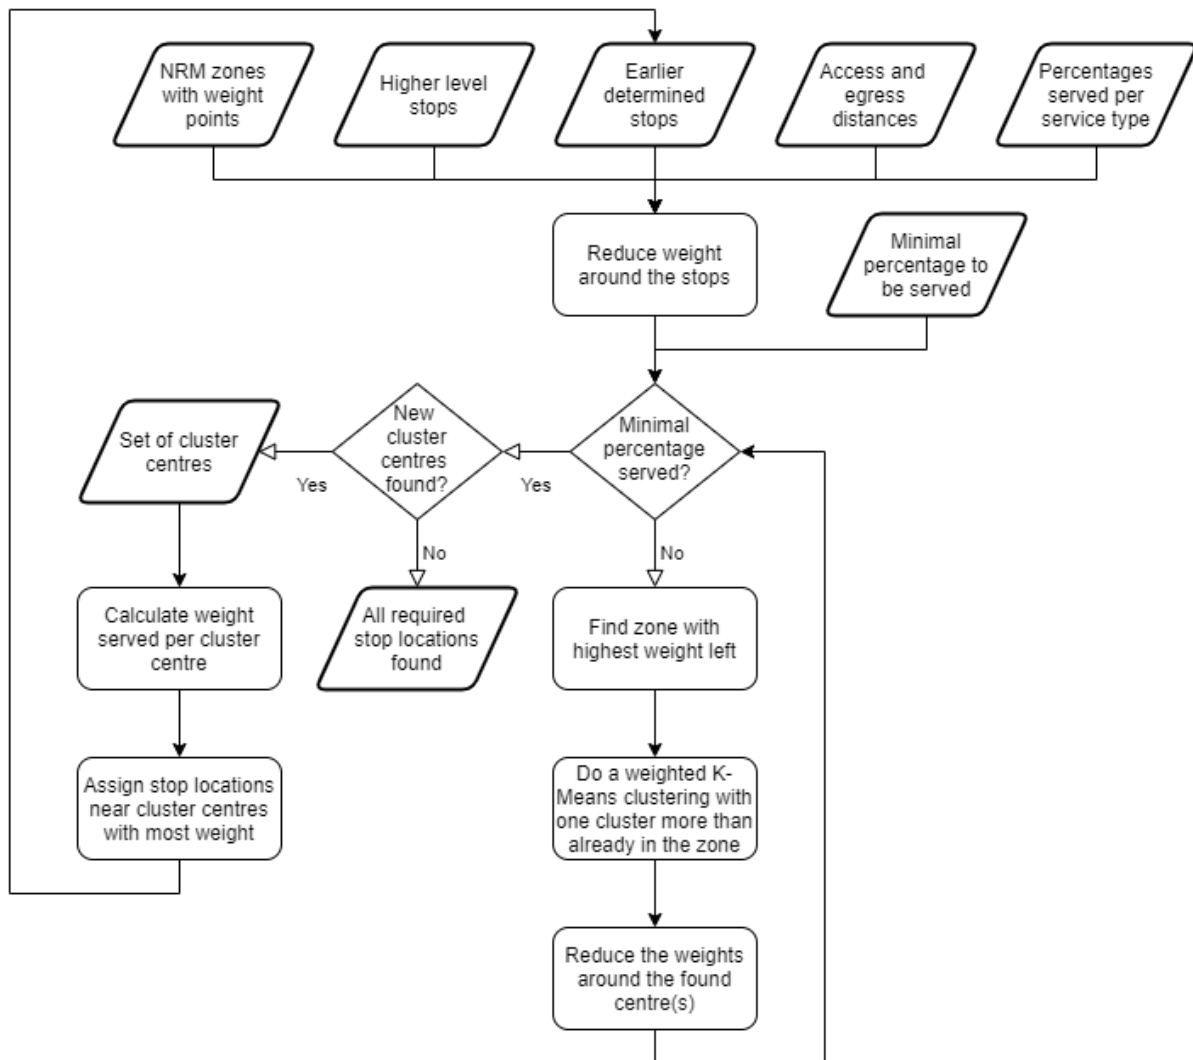 NRM zones
with weight
points
Higher level
stops
Earlier
determined
stops
Access and
egress
distances
Percentages
served per
service type
Reduce weight
around the stops
Minimal
percentage to
be served
Minimal
percentage
served?
New
cluster
centres
found?
Set of cluster
centres
Yes
Yes
No
No
Calculate weight
served per cluster
centre
All required
stop locations
found
Find zone with
highest weight left
Assign stop locations
near cluster centres
with most weight
Do a weighted K-
Means clustering with
one cluster more than
already in the zone
Reduce the weights
around the found
centre(s)